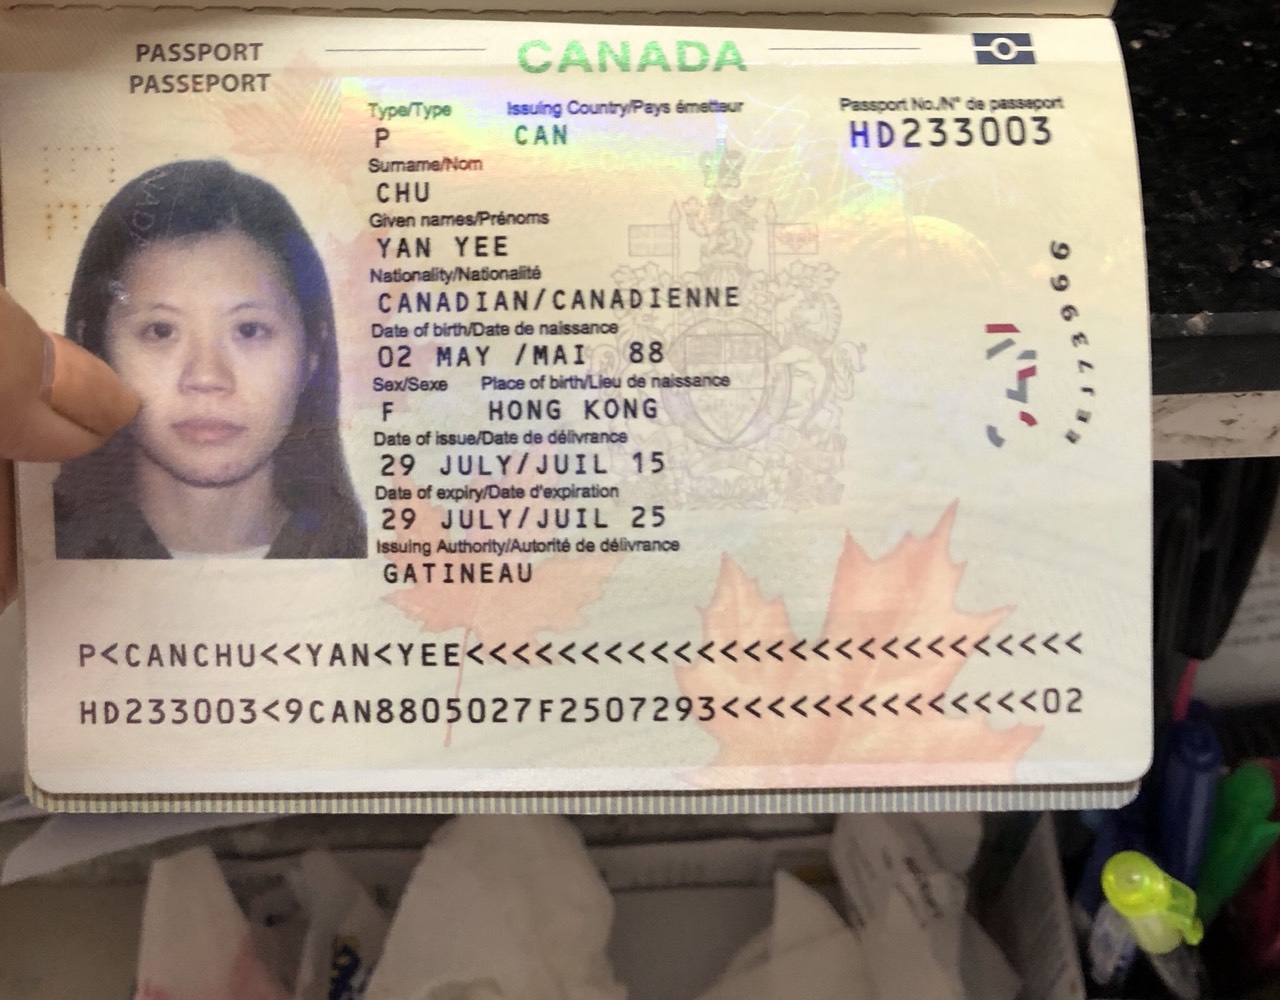 PASSPORT
PASSEPORT
CANADA
Type/Type Issuing Country/Pays émetteur Passport No./N° de passeport
P CAN HD233003
Surname/Nom
CHU
Given names/Prénoms
YAN YEE
Nationality/Nationalité
CANADIAN/CANADIENNE
Date of birth/Date de naissance
02 MAY /MAI 88
Sex/Sexe Place of birth/Lieu de naissance
F HONG KONG
Date of issue/Date de délivrance
29 JULY/JUIL 15
Date of expiry/Date d'expiration
29 JULY/JUIL 25
Issuing Authority/Autorité de délivrance
GATINEAU
P<CANCHU<<YAN<YEE<<<<<<<<<<<<<<<<<<<<<<<<<<<
HD233003<9CAN8805027F2507293<<<<<<<<<<<<<<02